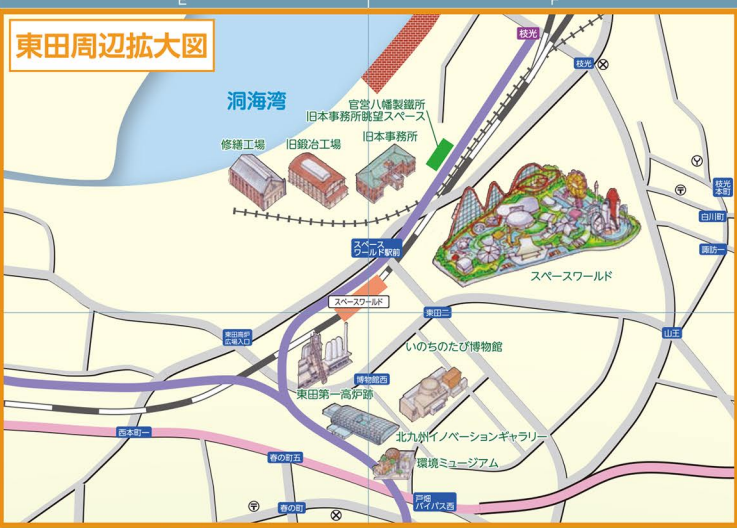 E
F
東田周辺拡大図
枝光
枝光
洞海湾
官営八幡製鐵所
旧本事務所眺望スペース
修繕工場
旧鍛冶工場
旧本事務所
枝光
本町
白川町
諏訪一
スペース
ワールド駅前
スペースワールド
スペースワールド
東田二
山王
東田高炉
広場入口
いのちのたび博物館
博物館西
東田第一高炉跡
北九州イノベーションギャラリー
西本町一
春の町五
環境ミュージアム
戸畑
バイパス西
春の町